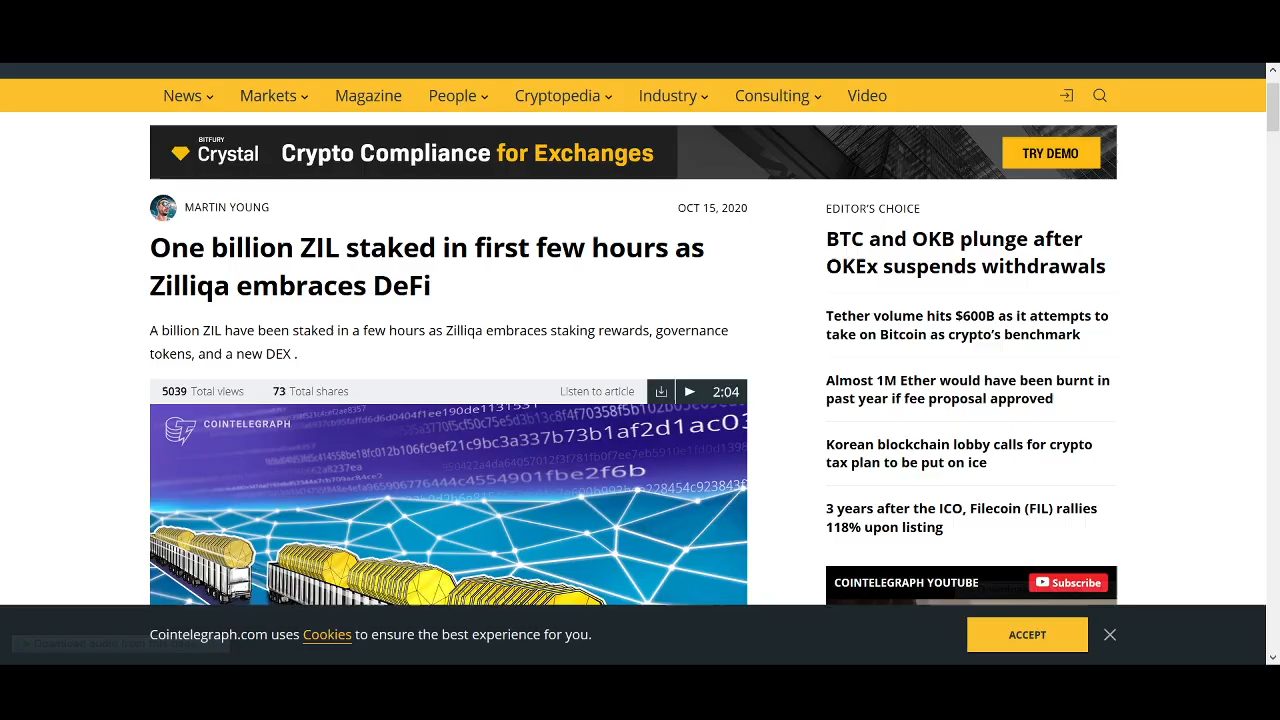 News Markets Magazine People Cryptopedia Industry Consulting Video
BITFURY
Crystal
Crypto Compliance for Exchanges
TRY DEMO
MARTIN YOUNG
OCT 15, 2020
One billion ZIL staked in first few hours as
Zilliqa embraces DeFi
A billion ZIL have been staked in a few hours as Zilliqa embraces staking rewards, governance
tokens, and a new DEX .
5039 Total views 73 Total shares Listen to article 2:04
COINTELEGRAPH
EDITOR'S CHOICE
BTC and OKB plunge after
OKEx suspends withdrawals
Tether volume hits $600B as it attempts to
take on Bitcoin as crypto's benchmark
Almost 1M Ether would have been burnt in
past year if fee proposal approved
Korean blockchain lobby calls for crypto
tax plan to be put on ice
3 years after the ICO, Filecoin (FIL) rallies
118% upon listing
COINTELEGRAPH YOUTUBE
Subscribe
Cointelegraph.com uses Cookies to ensure the best experience for you.
ACCEPT